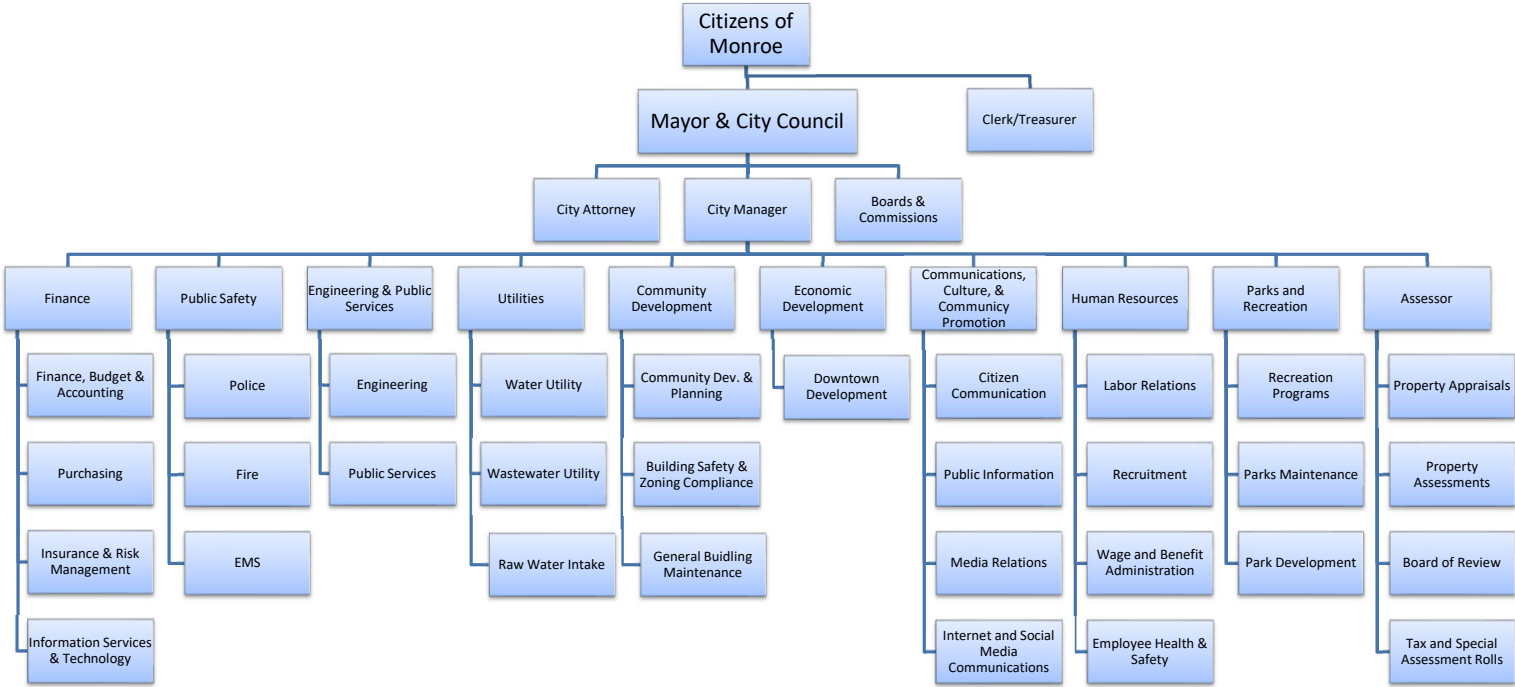 Citizens of
Monroe
Mayor & City Council
Clerk/Treasurer
City Attorney
City Manager
Boards &
Commissions
Finance
Public Safety
Engineering & Public
Services
Utilities
Community
Development
Economic
Development
Communications,
Culture, &
Community
Promotion
Human Resources
Parks and
Recreation
Assessor
Finance, Budget &
Accounting
Purchasing
Insurance & Risk
Management
Information Services
& Technology
Police
Fire
EMS
Engineering
Public Services
Water Utility
Wastewater Utility
Raw Water Intake
Community Dev. &
Planning
Building Safety &
Zoning Compliance
General Buidling
Maintenance
Downtown
Development
Citizen
Communication
Public Information
Media Relations
Internet and Social
Media
Communications
Labor Relations
Recruitment
Wage and Benefit
Administration
Employee Health &
Safety
Recreation
Programs
Parks Maintenance
Park Development
Property Appraisals
Property
Assessments
Board of Review
Tax and Special
Assessment Rolls